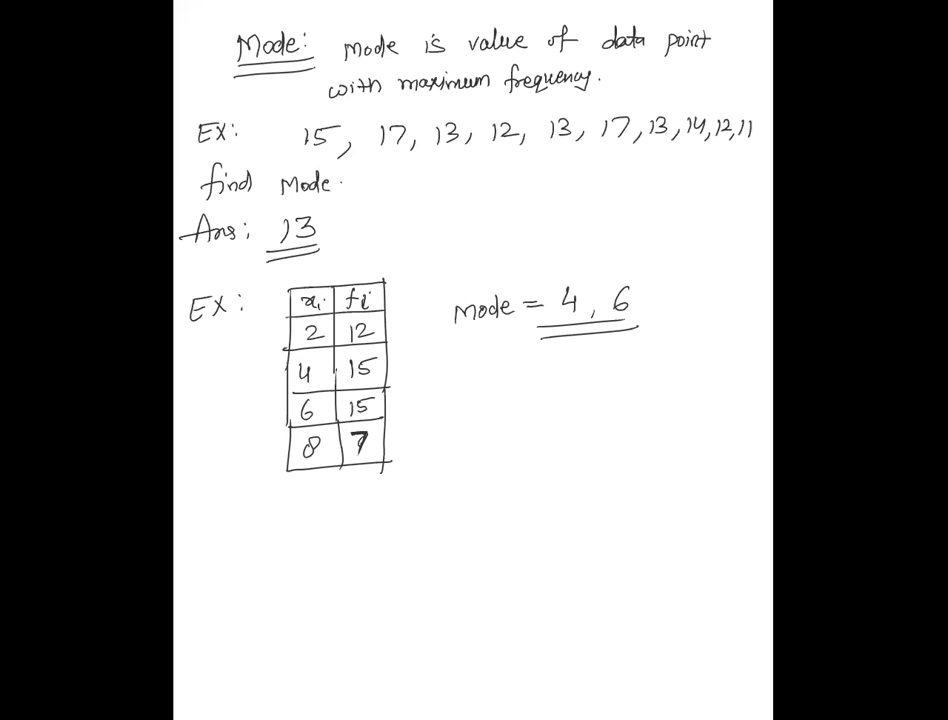 Mode: Mode is value of data point
with maximum frequency.
EX: 15, 17, 13, 12, 13, 17, 13, 14, 12, 11
find Mode.
Ans: 13
EX:
xi fi
2 12
4 15
6 15
8 7
Mode = 4, 6